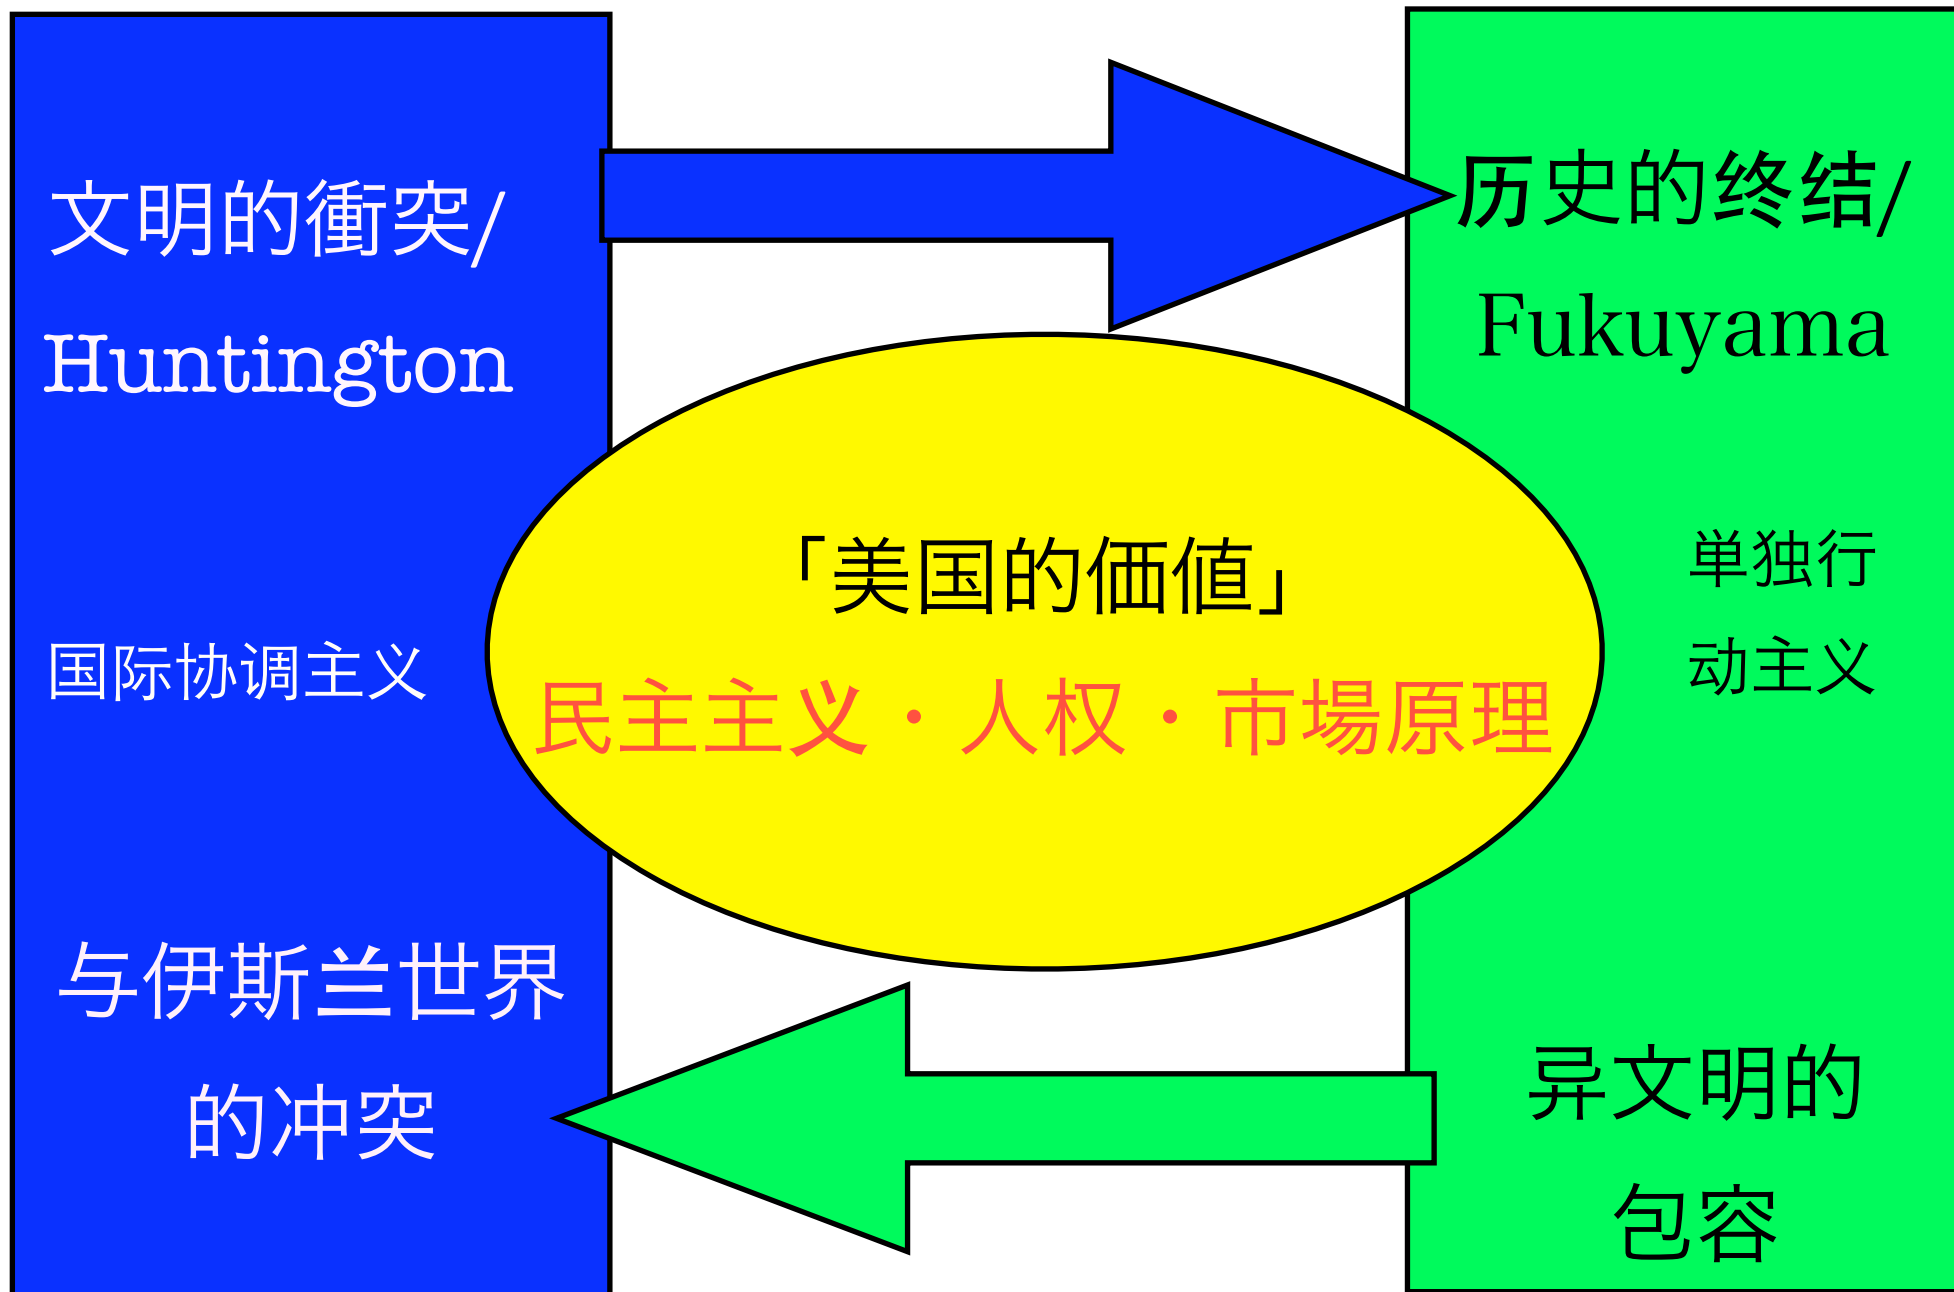 文明的衝突/
Huntington
国际协调主义
与伊斯兰世界
的冲突
「美国的価値」
民主主义・人权・市場原理
历史的终结/
Fukuyama
単独行
动主义
异文明的
包容